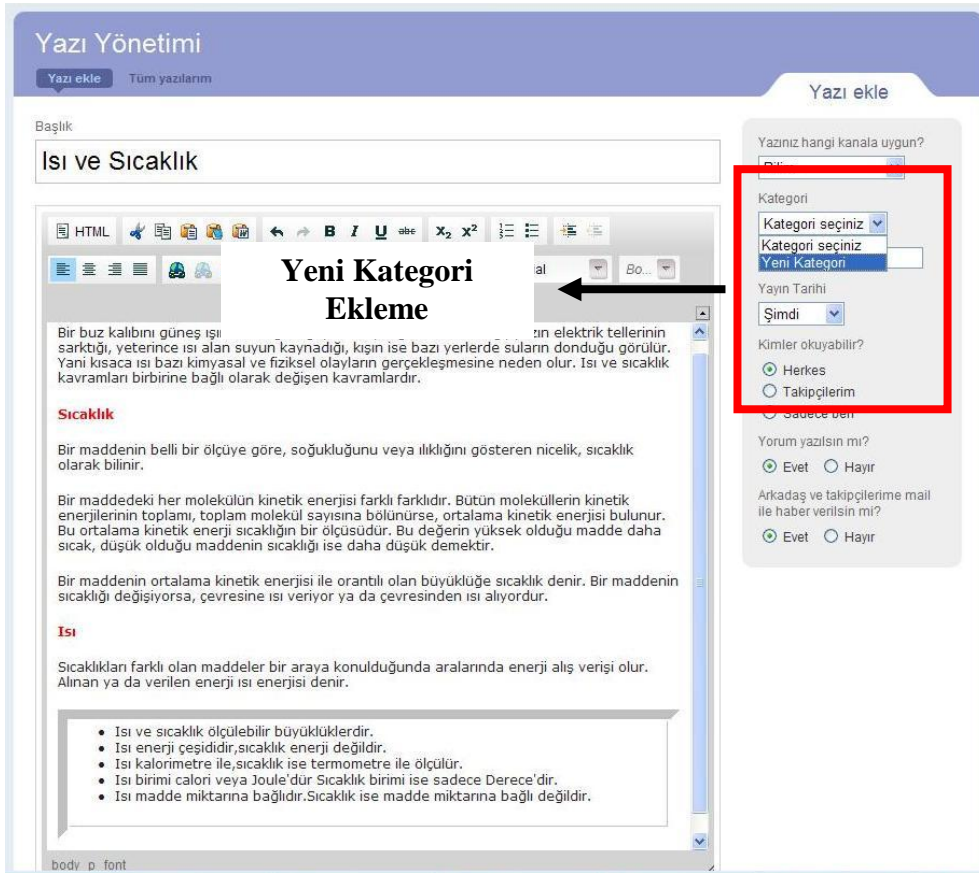 Yazı Yönetimi
Yazı ekle Tüm yazılarım
Yazı ekle
Başlık
Isı ve Sıcaklık
HTML
B I U abc X₂ X²
Bo...
Yeni Kategori
Ekleme
Bir buz kalıbını güneş
elektrik tellerinin
sarktığı, yeterince ısı alan suyun kaynadığı, kışın ise bazı yerlerde suların donduğu görülür.
Yani kısaca ısı bazı kimyasal ve fiziksel olayların gerçekleşmesine neden olur. Isı ve sıcaklık
kavramları birbirine bağlı olarak değişen kavramlardır.
Sıcaklık
Bir maddenin belli bir ölçüye göre, soğukluğunu veya ılıklığını gösteren nicelik, sıcaklık
olarak bilinir.
Bir maddedeki her molekülün kinetik enerjisi farklı farklıdır. Bütün moleküllerin kinetik
enerjilerinin toplamı, toplam molekül sayısına bölünürse, ortalama kinetik enerjisi bulunur.
Bu ortalama kinetik enerji sıcaklığın bir ölçüsüdür. Bu değerin yüksek olduğu madde daha
sıcak, düşük olduğu maddenin sıcaklığı ise daha düşük demektir.
Bir maddenin ortalama kinetik enerjisi ile orantılı olan büyüklüğe sıcaklık denir. Bir maddenin
sıcaklığı değişiyorsa, çevresine ısı veriyor ya da çevresinden ısı alıyordur.
Isı
Sıcaklıkları farklı olan maddeler bir araya konulduğunda aralarında enerji alış verişi olur.
Alınan ya da verilen enerji ısı enerjisi denir.
• Isı ve sıcaklık ölçülebilir büyüklüklerdir.
• Isı enerji çeşididir,sıcaklık enerji değildir.
• Isı kalorimetre ile,sıcaklık ise termometre ile ölçülür.
• Isı birimi calori veya Joule'dür Sıcaklık birimi ise sadece Derece'dir.
• Isı madde miktarına bağlıdır.Sıcaklık ise madde miktarına bağlı değildir.
body p font
Yazınız hangi kanala uygun?
Kategori
Kategori seçiniz
Kategori seçiniz
Yeni Kategori
Yayın Tarihi
Şimdi
Kimler okuyabilir?
Herkes
Takipçilerim
Sadece ben
Yorum yazılsın mı?
Evet Hayır
Arkadaş ve takipçilerime mail
ile haber verilsin mi?
Evet Hayır